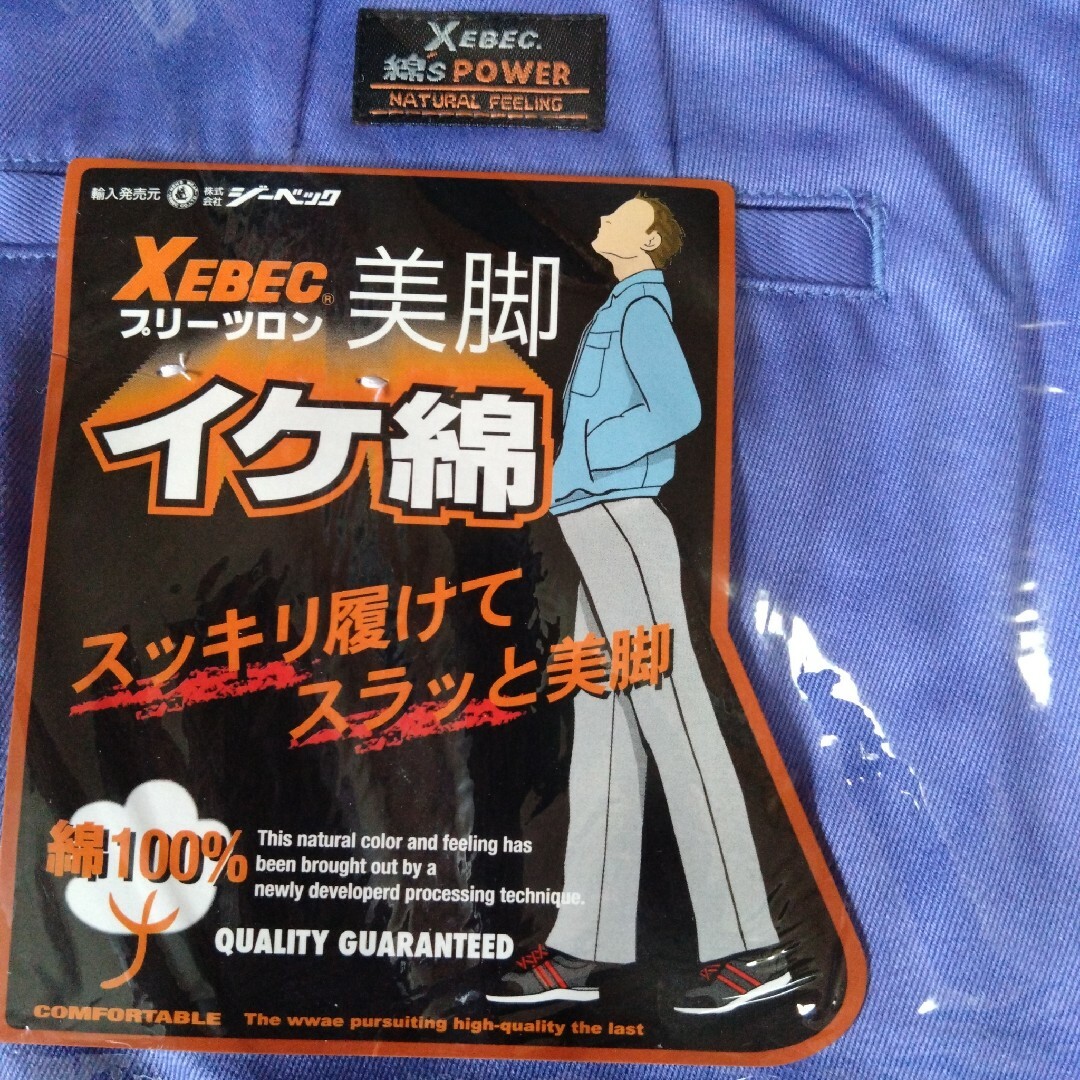 XEBEC.
綿's POWER
NATURAL FEELING
輸入発売元 株式会社 ジーベック
XEBEC® 美脚
プリーツロン
イケ綿
スッキリ履けて
スラッと美脚
綿100%
This natural color and feeling has
been brought out by a
newly developerd processing technique.
QUALITY GUARANTEED
COMFORTABLE The wwae pursuiting high-quality the last